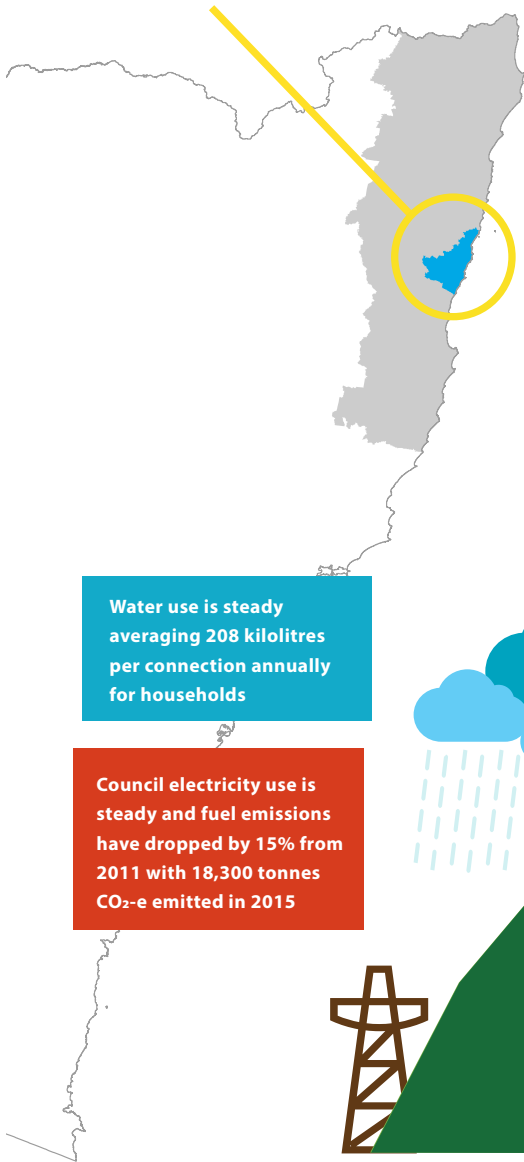 Water use is steady
averaging 208 kilolitres
per connection annually
for households
Council electricity use is
steady and fuel emissions
have dropped by 15% from
2011 with 18,300 tonnes
CO₂-e emitted in 2015